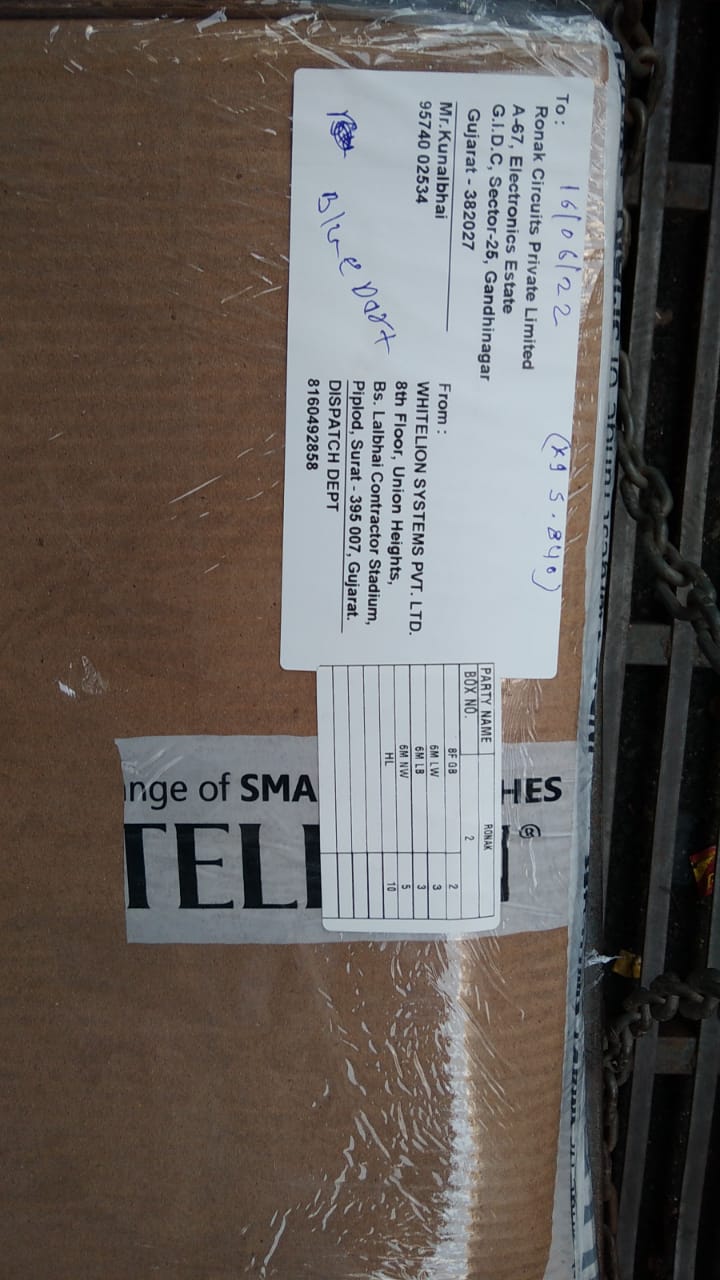 To:
16/06/22
(kg 5.840)
Ronak Circuits Private Limited
A-67, Electronics Estate
G.I.D.C, Sector-25, Gandhinagar
Gujarat - 382027
Mr.Kunalbhai
95740 02534
Blue Dart
From :
WHITELION SYSTEMS PVT. LTD.
8th Floor, Union Heights,
Bs. Lalbhai Contractor Stadium,
Piplod, Surat - 395 007, Gujarat.
DISPATCH DEPT
8160492858
PARTY NAME RONAK
BOX NO. 2
8F GB 2
6M LW 3
6M LB 3
6M NW 5
HL 10
nge of SMA HES
TELI